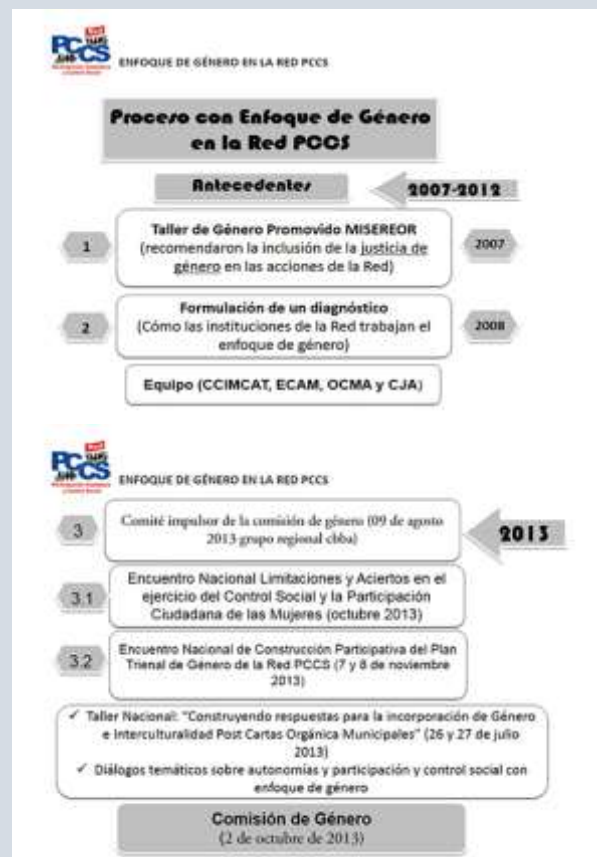 Red
PCCS
ENFOQUE DE GÉNERO EN LA RED PCCS
Proceso con Enfoque de Género
en la Red PCCS
Antecedentes
2007-2012
1
Taller de Género Promovido MISEREOR
(recomendaron la inclusión de la justicia de
género en las acciones de la Red)
2007
2
Formulación de un diagnóstico
(Cómo las instituciones de la Red trabajan el
enfoque de género)
2008
Equipo (CCIMCAT, ECAM, OCMA y CJA)
Red
PCCS
ENFOQUE DE GÉNERO EN LA RED PCCS
3
Comité impulsor de la comisión de género (09 de agosto
2013 grupo regional cbba)
2013
3.1
Encuentro Nacional Limitaciones y Aciertos en el
ejercicio del Control Social y la Participación
Ciudadana de las Mujeres (octubre 2013)
3.2
Encuentro Nacional de Construcción Participativa del Plan
Trienal de Género de la Red PCCS (7 y 8 de noviembre
2013)
✓ Taller Nacional: "Construyendo respuestas para la incorporación de Género
e Interculturalidad Post Cartas Orgánica Municipales" (26 y 27 de julio
2013)
✓ Diálogos temáticos sobre autonomías y participación y control social con
enfoque de género
Comisión de Género
(2 de octubre de 2013)